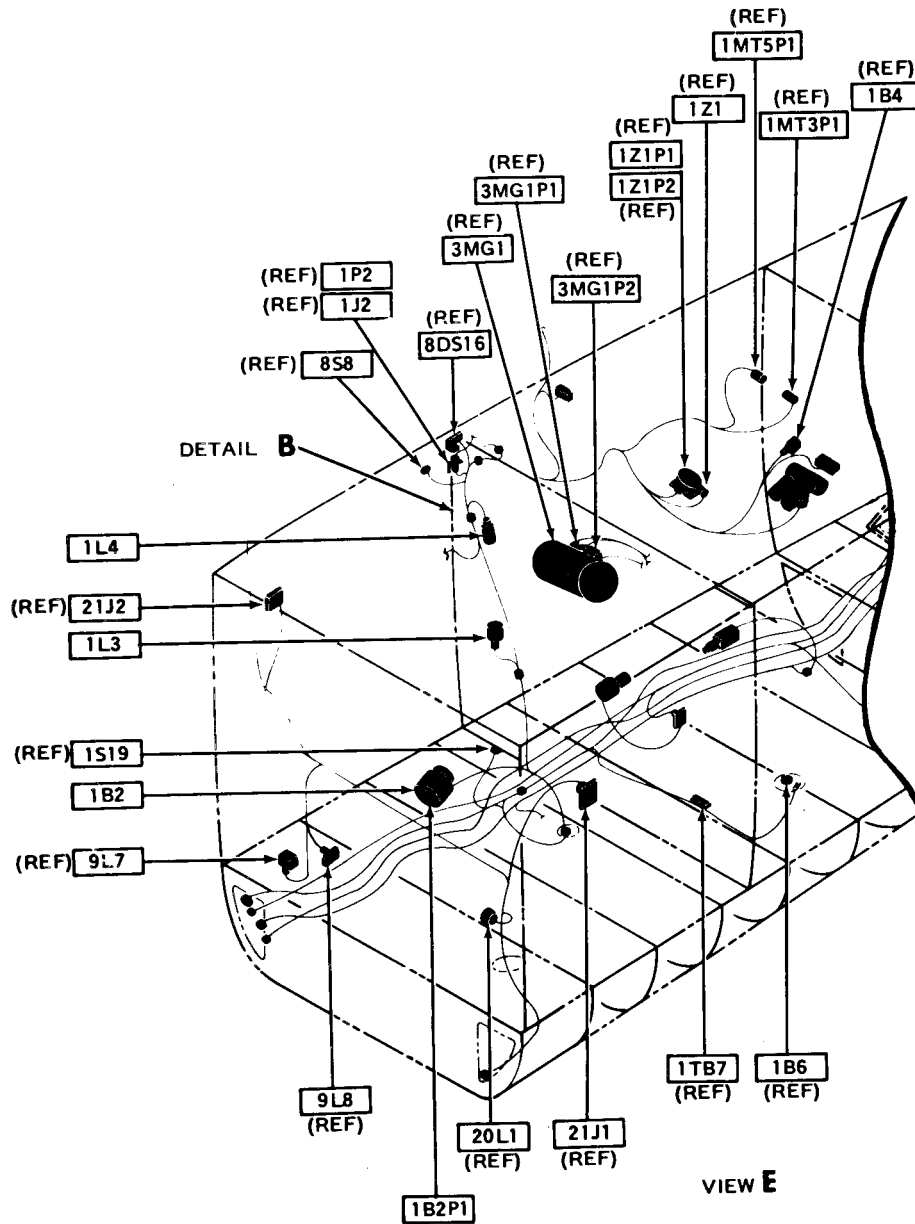 (REF)
1MT5P1
(REF)
1Z1
(REF)
1B4
(REF)
1MT3P1
(REF)
1Z1P1
1Z1P2
(REF)
(REF)
3MG1P1
(REF)
3MG1
(REF)
3MG1P2
(REF) 1P2
(REF) 1J2
(REF)
8DS16
(REF) 8S8
DETAIL B
1L4
(REF) 21J2
1L3
(REF) 1S19
1B2
(REF) 9L7
9L8
(REF)
20L1
(REF)
21J1
(REF)
1TB7
(REF)
1B6
(REF)
1B2P1
VIEW E